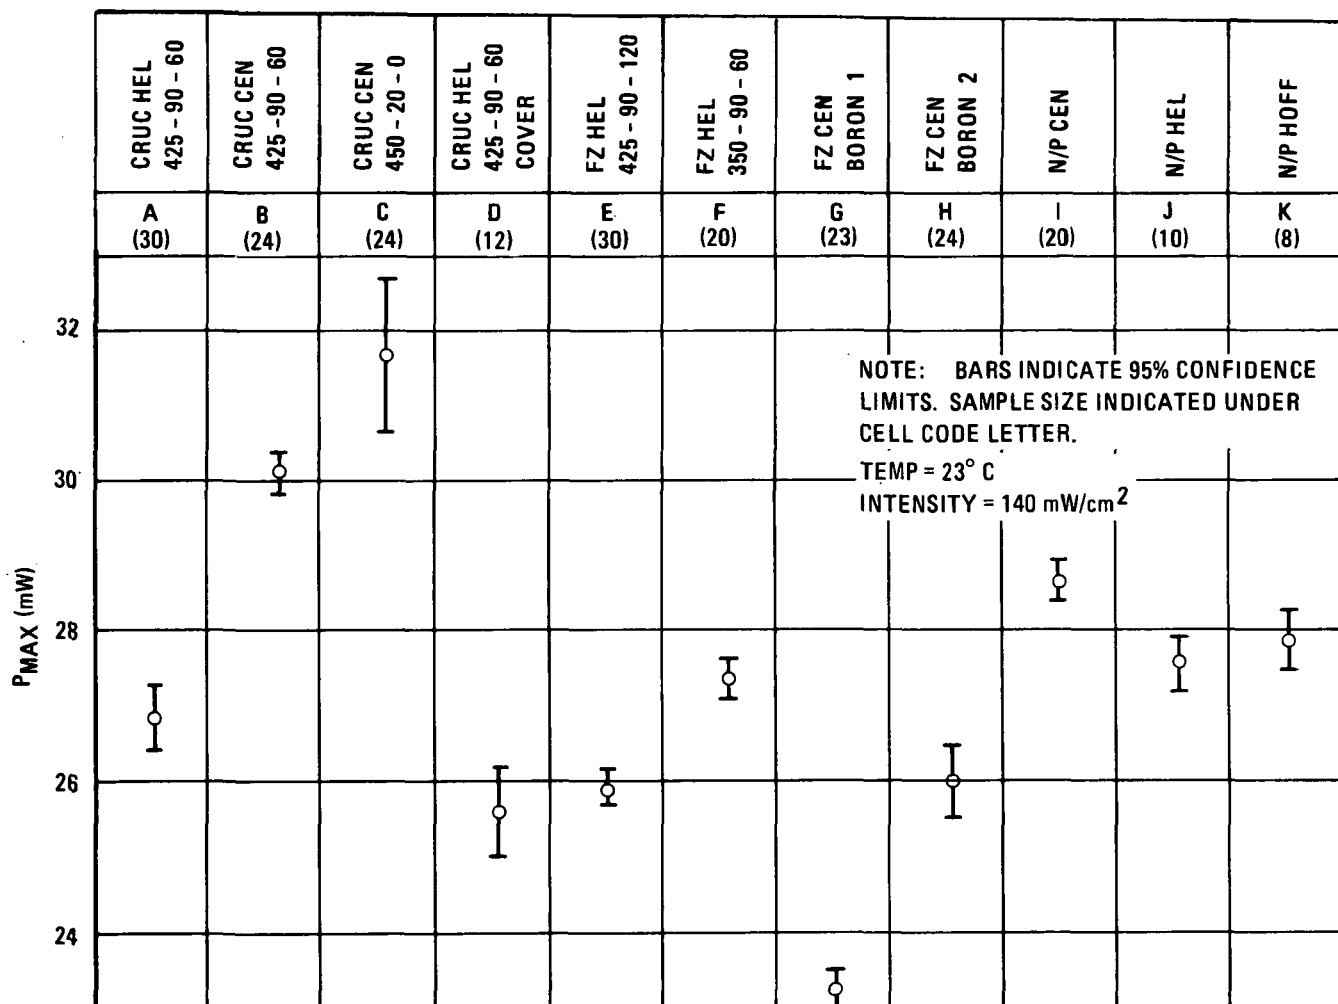 CRUC HEL
425 - 90 - 60
CRUC CEN
425 - 90 - 60
CRUC CEN
450 - 20 - 0
CRUC HEL
425 - 90 - 60
COVER
FZ HEL
425 - 90 - 120
FZ HEL
350 - 90 - 60
FZ CEN
BORON 1
FZ CEN
BORON 2
N/P CEN
N/P HEL
N/P HOFF
A B C D E F G H I J K
(30) (24) (24) (12) (30) (20) (23) (24) (20) (10) (8)
32
NOTE: BARS INDICATE 95% CONFIDENCE
LIMITS. SAMPLE SIZE INDICATED UNDER
CELL CODE LETTER.
TEMP = 23° C
INTENSITY = 140 mW/cm2
30
28
26
24
PMAX (mW)